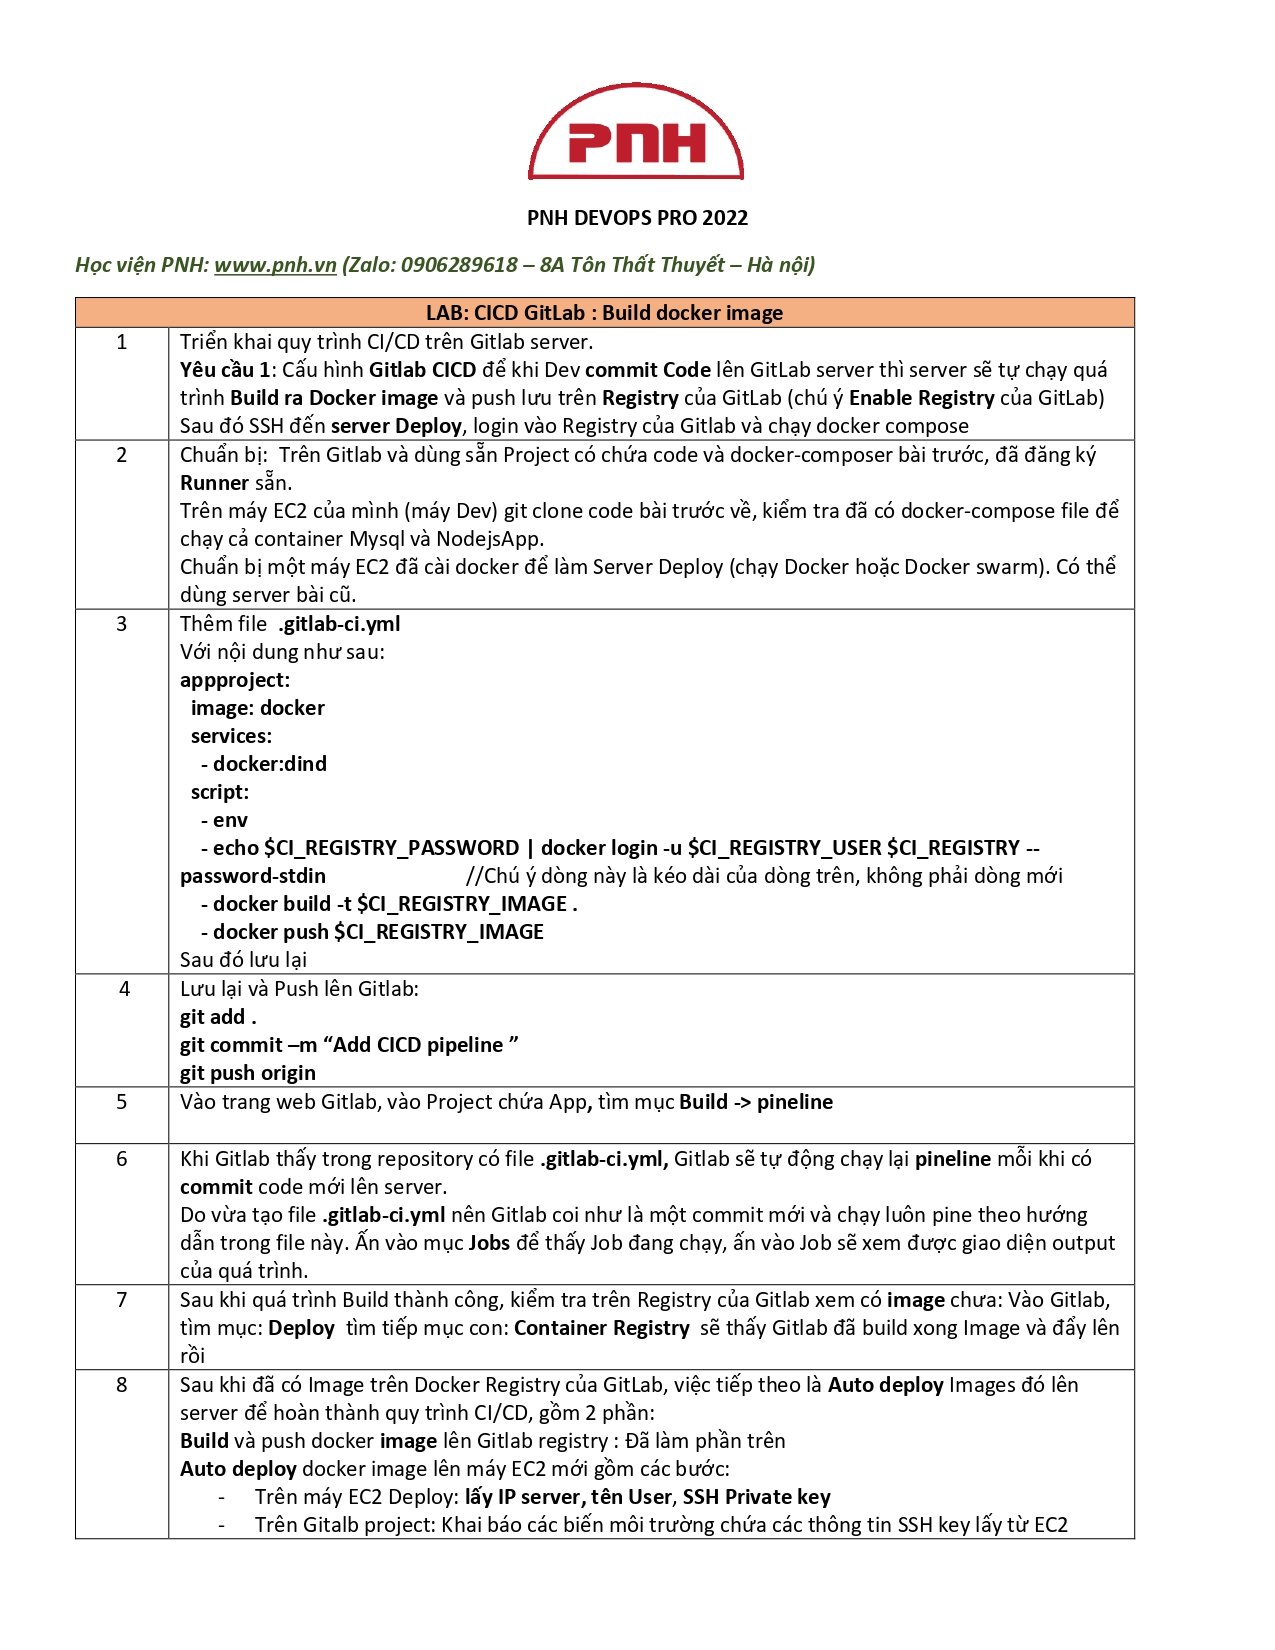 PNH
PNH DEVOPS PRO 2022
Học viện PNH: www.pnh.vn (Zalo: 0906289618 – 8A Tôn Thất Thuyết – Hà nội)
LAB: CICD GitLab : Build docker image
1
Triển khai quy trình CI/CD trên Gitlab server.
Yêu cầu 1: Cấu hình Gitlab CICD để khi Dev commit Code lên GitLab server thì server sẽ tự chạy quá
trình Build ra Docker image và push lưu trên Registry của GitLab (chú ý Enable Registry của GitLab)
Sau đó SSH đến server Deploy, login vào Registry của Gitlab và chạy docker compose
2
Chuẩn bị:  Trên Gitlab và dùng sẵn Project có chứa code và docker-composer bài trước, đã đăng ký
Runner sẵn.
Trên máy EC2 của mình (máy Dev) git clone code bài trước về, kiểm tra đã có docker-compose file để
chạy cả container Mysql và NodejsApp.
Chuẩn bị một máy EC2 đã cài docker để làm Server Deploy (chạy Docker hoặc Docker swarm). Có thể
dùng server bài cũ.
3
Thêm file  .gitlab-ci.yml
Với nội dung như sau:
appproject:
  image: docker
  services:
    - docker:dind
  script:
    - env
    - echo $CI_REGISTRY_PASSWORD | docker login -u $CI_REGISTRY_USER $CI_REGISTRY --
password-stdin                         //Chú ý dòng này là kéo dài của dòng trên, không phải dòng mới
    - docker build -t $CI_REGISTRY_IMAGE .
    - docker push $CI_REGISTRY_IMAGE
Sau đó lưu lại
4
Lưu lại và Push lên Gitlab:
git add .
git commit –m “Add CICD pipeline ”
git push origin
5
Vào trang web Gitlab, vào Project chứa App, tìm mục Build -> pineline
6
Khi Gitlab thấy trong repository có file .gitlab-ci.yml, Gitlab sẽ tự động chạy lại pineline mỗi khi có
commit code mới lên server.
Do vừa tạo file .gitlab-ci.yml nên Gitlab coi như là một commit mới và chạy luôn pine theo hướng
dẫn trong file này. Ấn vào mục Jobs để thấy Job đang chạy, ấn vào Job sẽ xem được giao diện output
của quá trình.
7
Sau khi quá trình Build thành công, kiểm tra trên Registry của Gitlab xem có image chưa: Vào Gitlab,
tìm mục: Deploy  tìm tiếp mục con: Container Registry  sẽ thấy Gitlab đã build xong Image và đẩy lên
rồi
8
Sau khi đã có Image trên Docker Registry của GitLab, việc tiếp theo là Auto deploy Images đó lên
server để hoàn thành quy trình CI/CD, gồm 2 phần:
Build và push docker image lên Gitlab registry : Đã làm phần trên
Auto deploy docker image lên máy EC2 mới gồm các bước:
- Trên máy EC2 Deploy: lấy IP server, tên User, SSH Private key
- Trên Gitalb project: Khai báo các biến môi trường chứa các thông tin SSH key lấy từ EC2